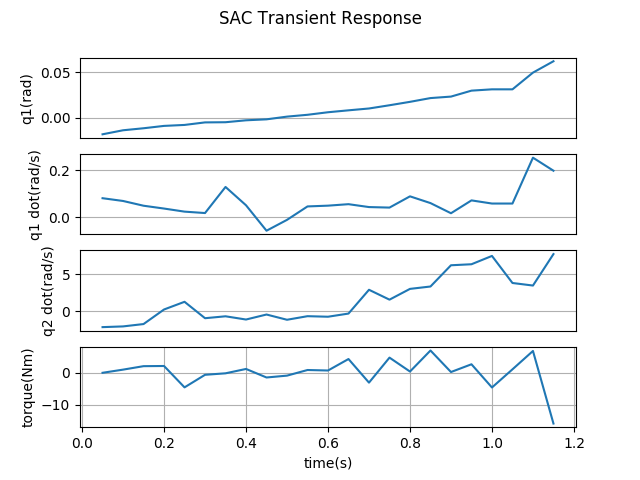 SAC Transient Response
q1(rad)
0.05
0.00
q1 dot(rad/s)
0.2
0.0
q2 dot(rad/s)
5
0
torque(Nm)
0
−10
0.0 0.2 0.4 0.6 0.8 1.0 1.2
time(s)